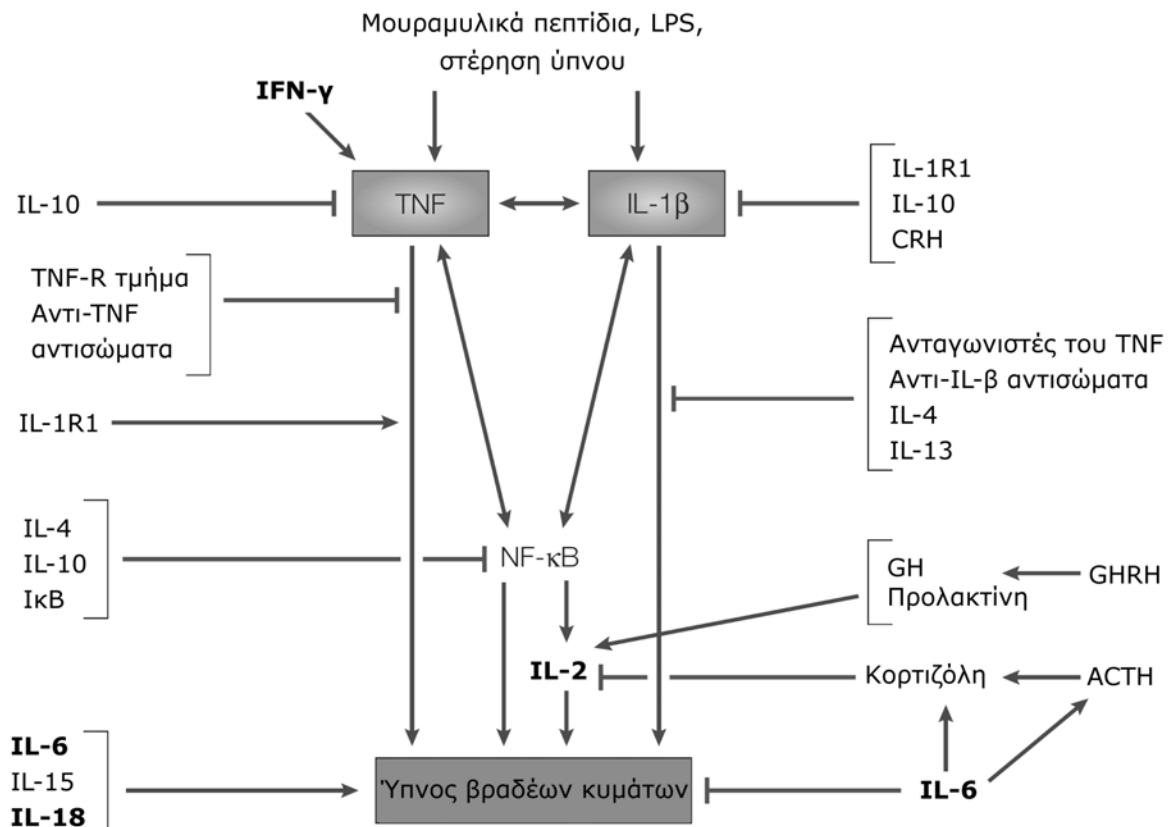 Μουραμυλικά πεπτίδια, LPS,
στέρηση ύπνου
IFN-γ
IL-10
TNF
IL-1β
IL-1R1
IL-10
CRH
TNF-R τμήμα
Αντι-TNF
αντισώματα
Ανταγωνιστές του TNF
Αντι-IL-β αντισώματα
IL-4
IL-13
IL-1R1
IL-4
IL-10
IκB
NF-κB
GH
Προλακτίνη
GHRH
IL-2
Κορτιζόλη
ACTH
IL-6
IL-15
IL-18
Ύπνος βραδέων κυμάτων
IL-6